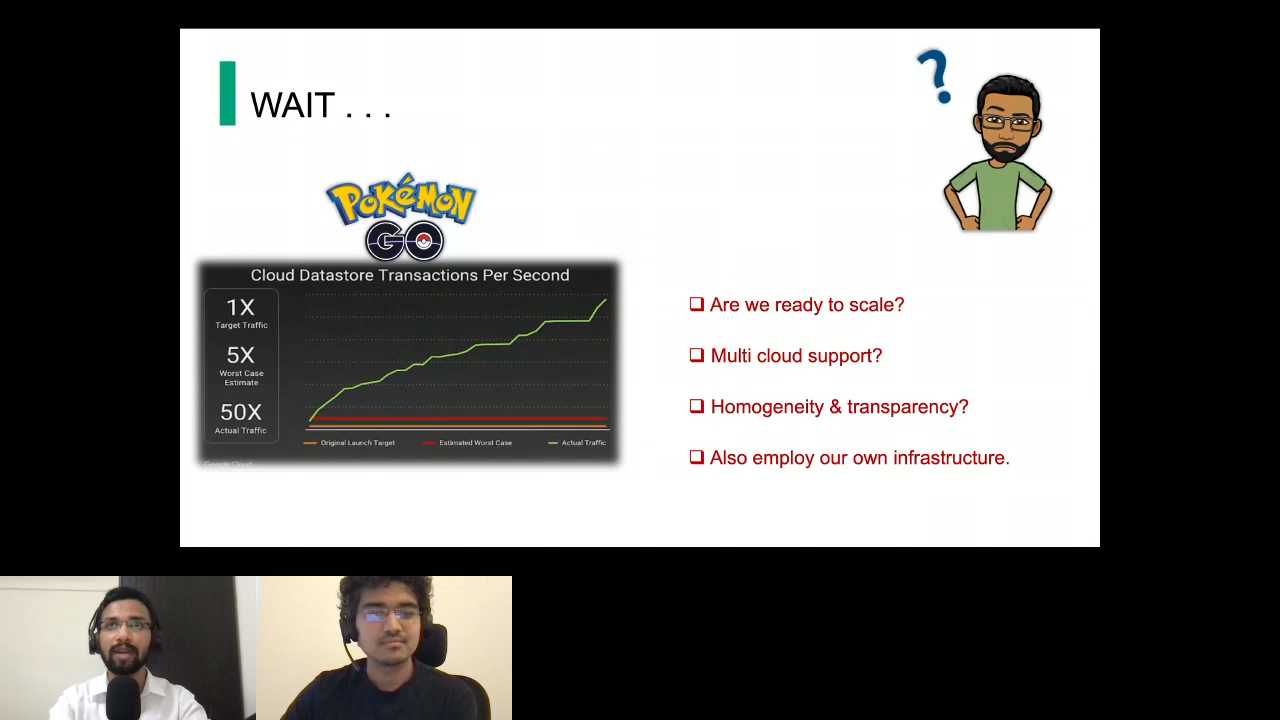 ?
WAIT . . .
POKÉMON
GO
Cloud Datastore Transactions Per Second
1X
Target Traffic
5X
Worst Case
Estimate
50X
Actual Traffic
Original Launch Target
Estimated Worst Case
Actual Traffic
Google Cloud
Are we ready to scale?
Multi cloud support?
Homogeneity & transparency?
Also employ our own infrastructure.